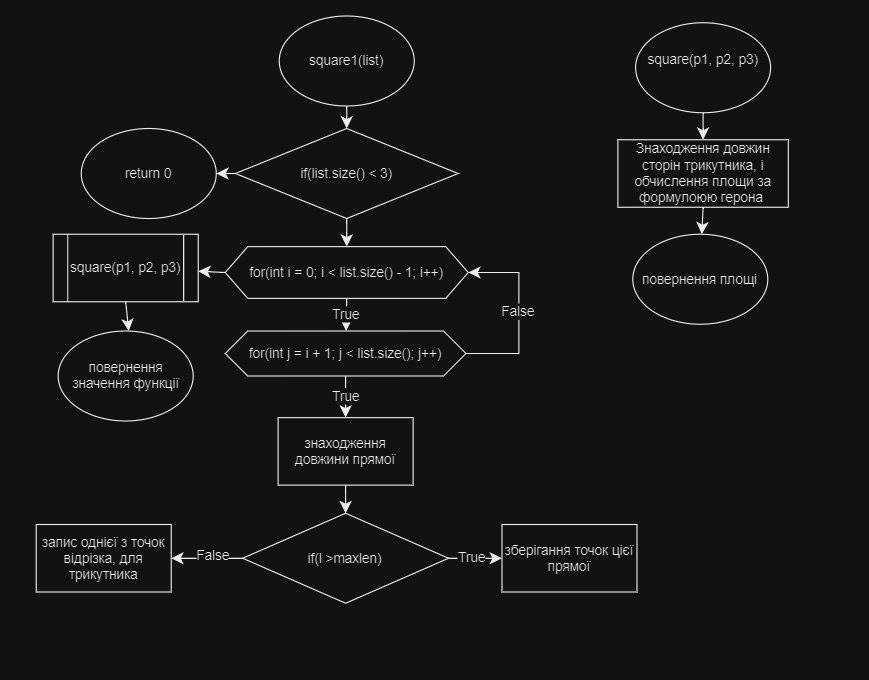 square1(list)
square(p1, p2, p3)
return 0
if(list.size() < 3)
Знаходження довжин
сторін трикутника, і
обчислення площи за
формулоюю герона
square(p1, p2, p3)
for(int i = 0; i < list.size() - 1; i++)
повернення площі
True
False
for(int j = i + 1; j < list.size(); j++)
повернення
значення функції
True
знаходження
довжини прямої
запис однієї з точок
відрізка, для
трикутника
False
if(l >maxlen)
True
зберігання точок цієї
прямої